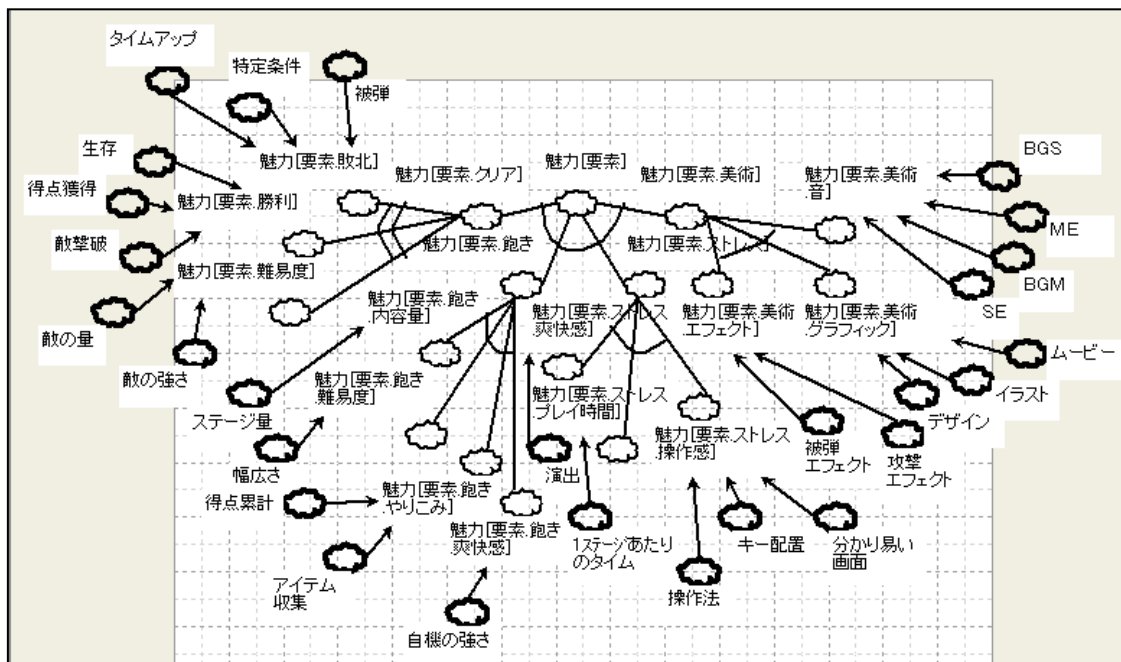 タイムアップ
特定条件
被弾
生存
魅力[要素.敗北]
魅力[要素.クリア]
魅力[要素]
魅力[要素.美術]
魅力[要素.美術
.音]
BGS
得点獲得
魅力[要素.勝利]
ME
敵撃破
魅力[要素.難易度]
魅力[要素.飽き]
魅力[要素.ストレス]
BGM
SE
敵の量
魅力[要素.飽き
.内容量]
魅力[要素.ストレス
.爽快感]
魅力[要素.美術
.エフェクト]
魅力[要素.美術
.グラフィック]
ムービー
敵の強さ
イラスト
ステージ量
魅力[要素.飽き
.難易度]
魅力[要素.ストレス
.プレイ時間]
デザイン
幅広さ
演出
魅力[要素.ストレス
.操作感]
被弾
エフェクト
攻撃
エフェクト
得点累計
魅力[要素.飽き
.やりこみ]
魅力[要素.飽き
.爽快感]
1ステージあたり
のタイム
キー配置
分かり易い
画面
アイテム
収集
操作法
自機の強さ